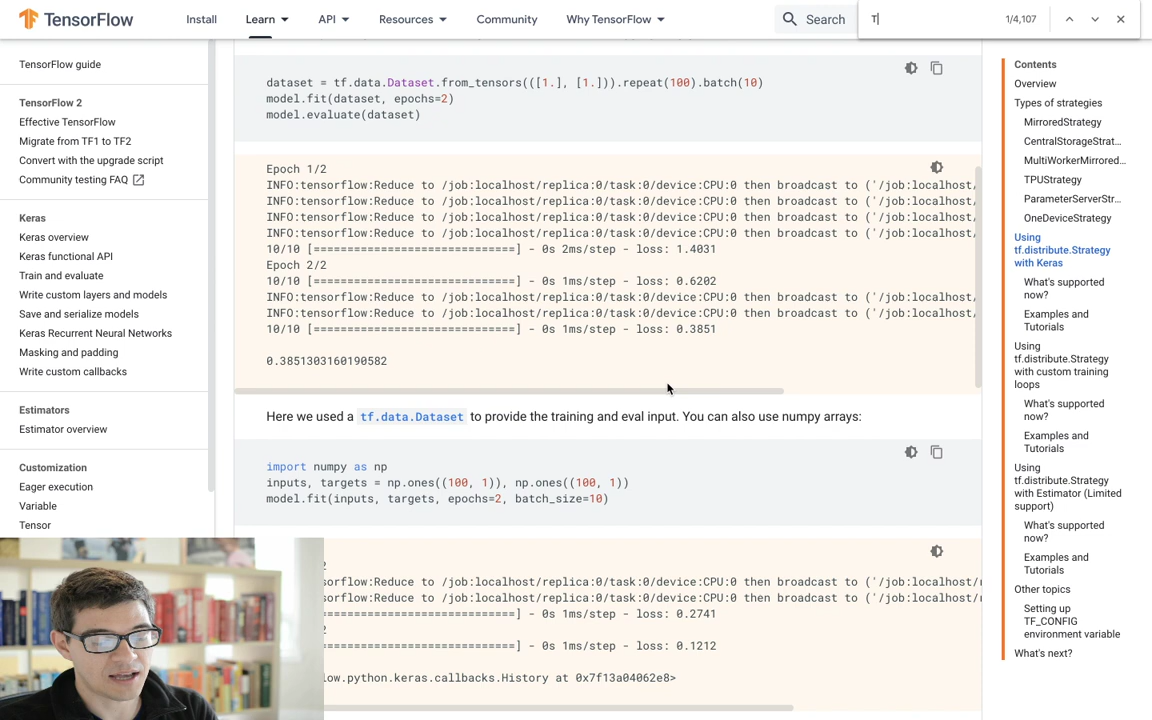 TensorFlow
Install
Learn
API
Resources
Community
Why TensorFlow
Search
T
1/4,107
TensorFlow guide
TensorFlow 2
Effective TensorFlow
Migrate from TF1 to TF2
Convert with the upgrade script
Community testing FAQ
Keras
Keras overview
Keras functional API
Train and evaluate
Write custom layers and models
Save and serialize models
Keras Recurrent Neural Networks
Masking and padding
Write custom callbacks
Estimators
Estimator overview
Customization
Eager execution
Variable
Tensor
dataset = tf.data.Dataset.from_tensors(([1.], [1.])).repeat(100).batch(10)
model.fit(dataset, epochs=2)
model.evaluate(dataset)
Epoch 1/2
INFO:tensorflow:Reduce to /job:localhost/replica:0/task:0/device:CPU:0 then broadcast to ('/job:localhost/
INFO:tensorflow:Reduce to /job:localhost/replica:0/task:0/device:CPU:0 then broadcast to ('/job:localhost/
INFO:tensorflow:Reduce to /job:localhost/replica:0/task:0/device:CPU:0 then broadcast to ('/job:localhost/
INFO:tensorflow:Reduce to /job:localhost/replica:0/task:0/device:CPU:0 then broadcast to ('/job:localhost/
10/10 [==============================] - 0s 2ms/step - loss: 1.4031
Epoch 2/2
10/10 [==============================] - 0s 1ms/step - loss: 0.6202
INFO:tensorflow:Reduce to /job:localhost/replica:0/task:0/device:CPU:0 then broadcast to ('/job:localhost/
INFO:tensorflow:Reduce to /job:localhost/replica:0/task:0/device:CPU:0 then broadcast to ('/job:localhost/
10/10 [==============================] - 0s 1ms/step - loss: 0.3851
0.3851303160190582
Here we used a tf.data.Dataset to provide the training and eval input. You can also use numpy arrays:
import numpy as np
inputs, targets = np.ones((100, 1)), np.ones((100, 1))
model.fit(inputs, targets, epochs=2, batch_size=10)
2
sorflow:Reduce to /job:localhost/replica:0/task:0/device:CPU:0 then broadcast to ('/job:localhost/r
sorflow:Reduce to /job:localhost/replica:0/task:0/device:CPU:0 then broadcast to ('/job:localhost/r
=========================] - 0s 1ms/step - loss: 0.2741
2
=========================] - 0s 1ms/step - loss: 0.1212
low.python.keras.callbacks.History at 0x7f13a04062e8>
Contents
Overview
Types of strategies
MirroredStrategy
CentralStorageStrat...
MultiWorkerMirrored...
TPUStrategy
ParameterServerStr...
OneDeviceStrategy
Using
tf.distribute.Strategy
with Keras
What's supported
now?
Examples and
Tutorials
Using
tf.distribute.Strategy
with custom training
loops
What's supported
now?
Examples and
Tutorials
Using
tf.distribute.Strategy
with Estimator (Limited
support)
What's supported
now?
Examples and
Tutorials
Other topics
Setting up
TF_CONFIG
environment variable
What's next?